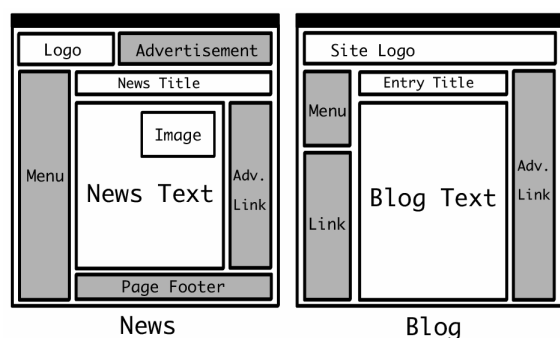 Logo
Advertisement
News Title
Image
Menu
News Text
Adv.
Link
Page Footer
News
Site Logo
Entry Title
Menu
Link
Blog Text
Adv.
Link
Blog